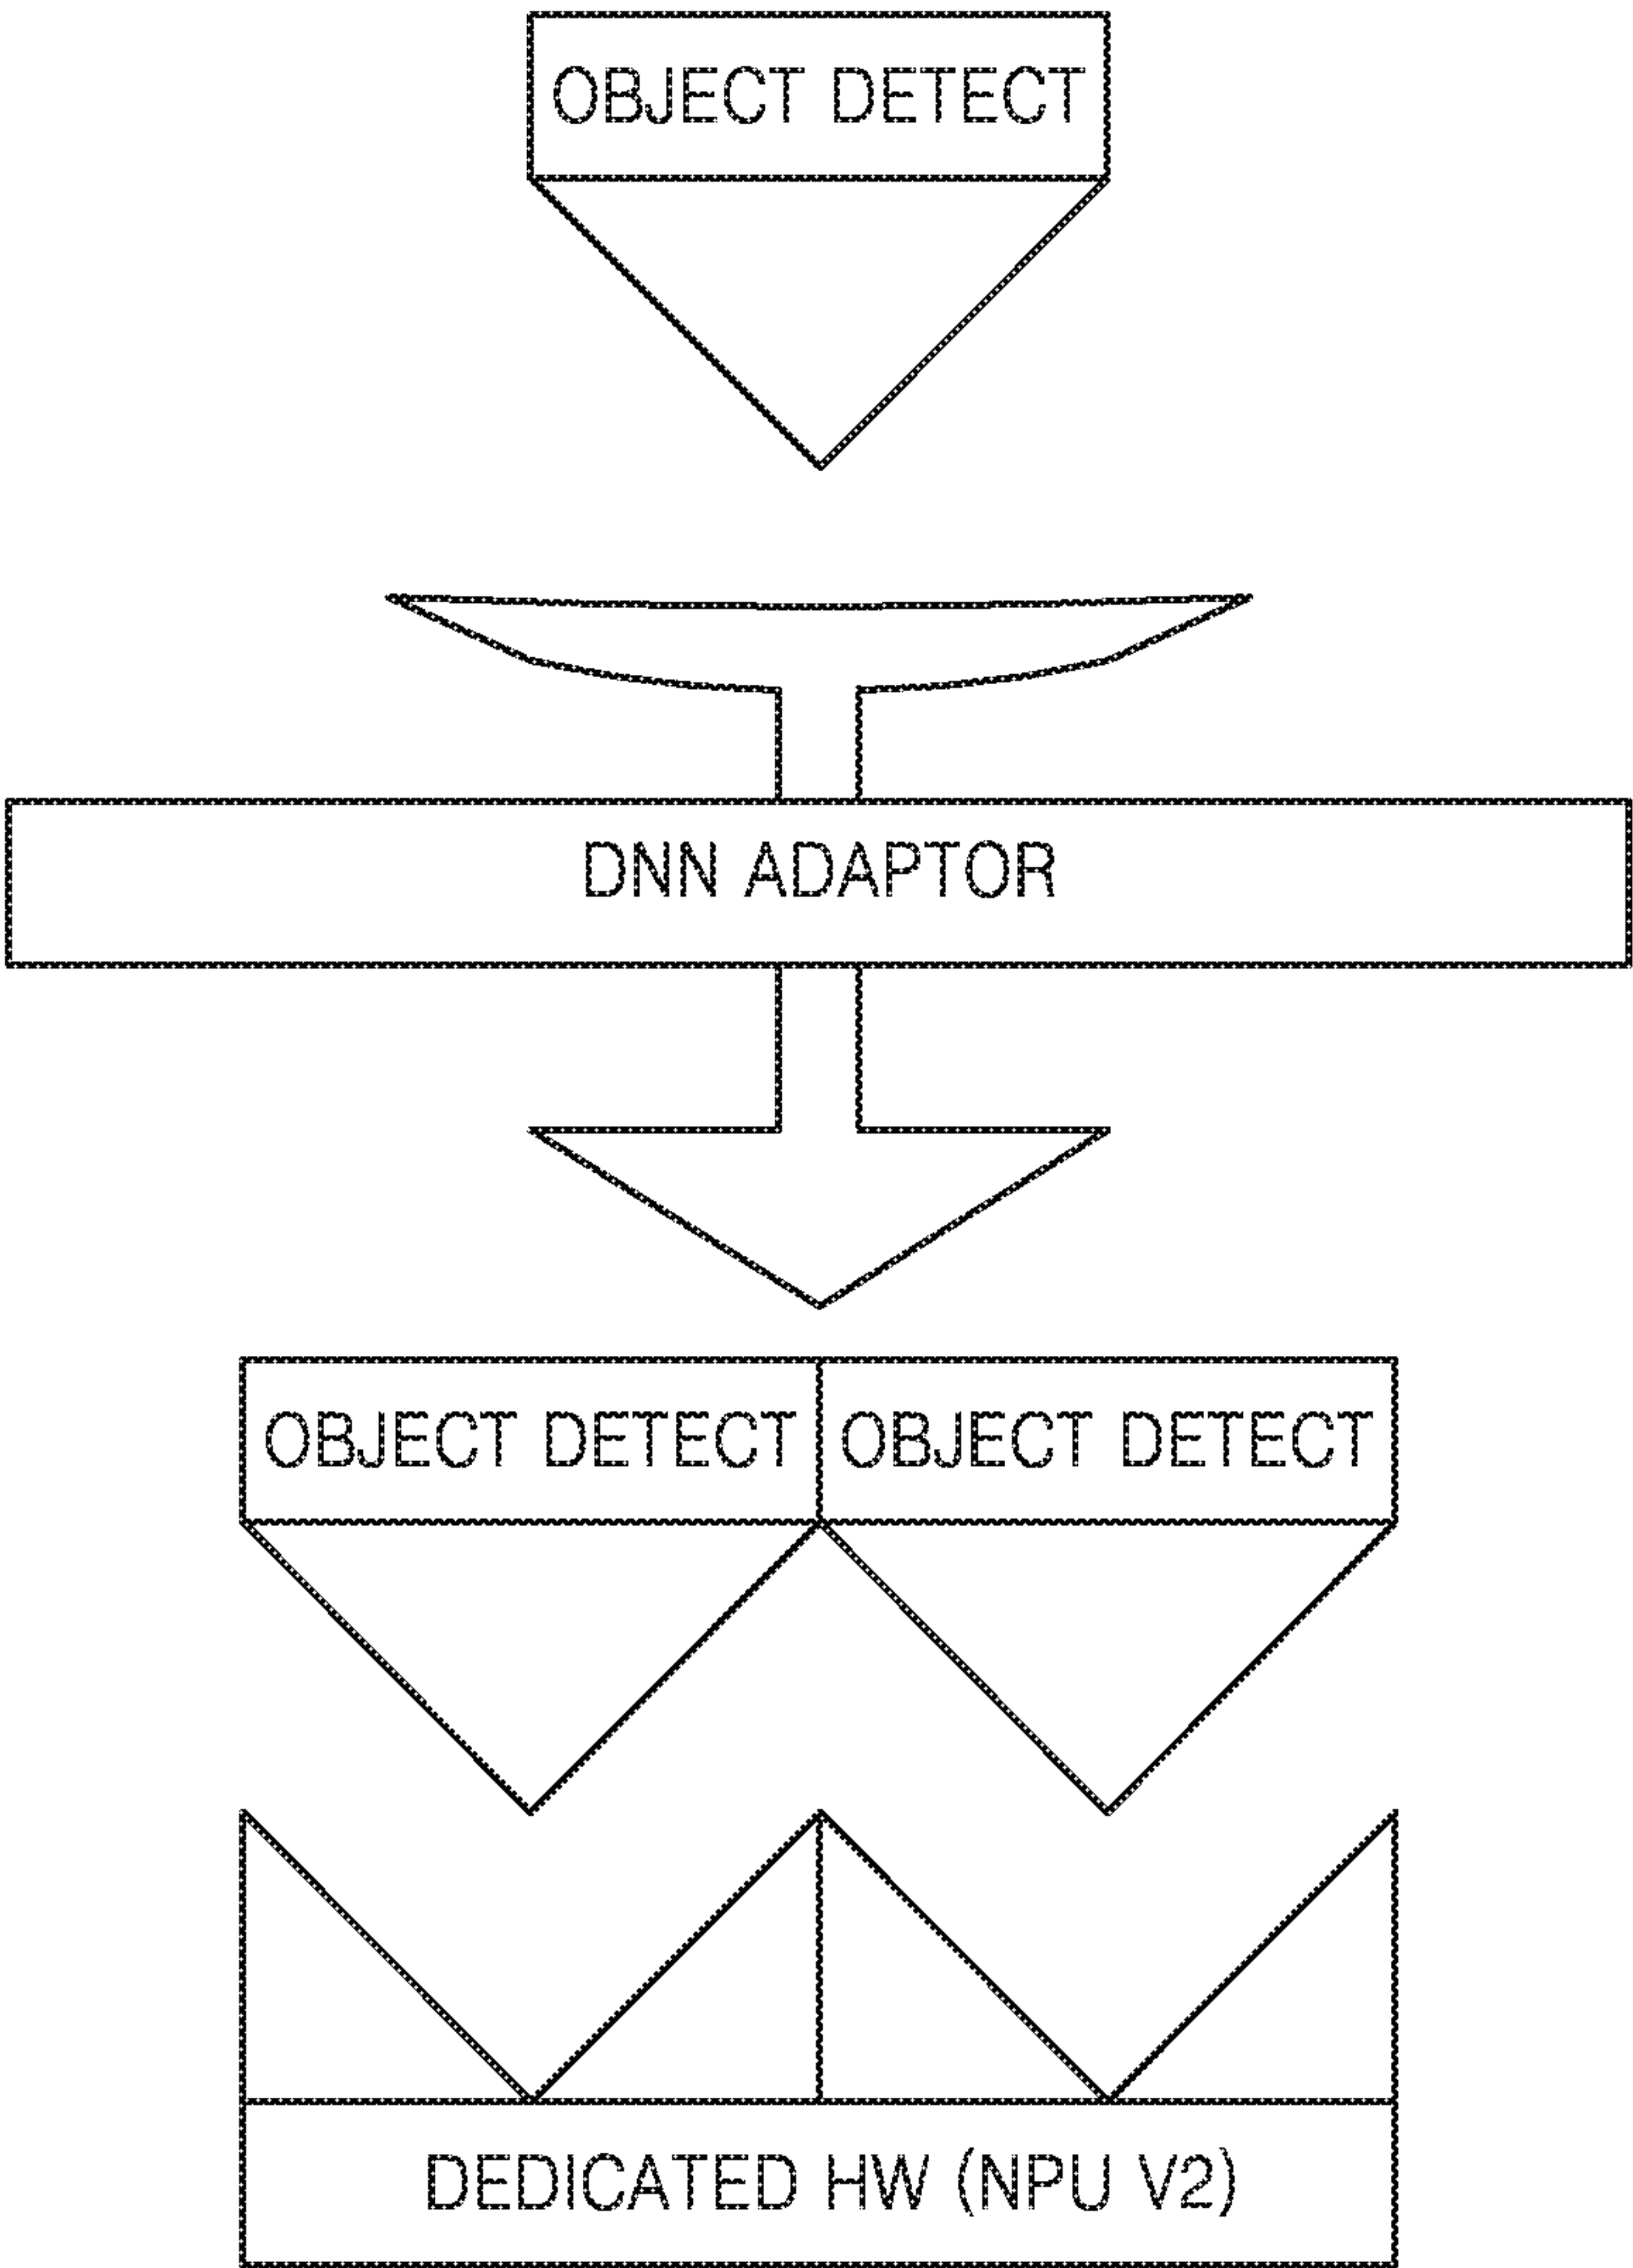 OBJECT DETECT
DNN ADAPTOR
OBJECT DETECT OBJECT DETECT
DEDICATED HW (NPU V2)